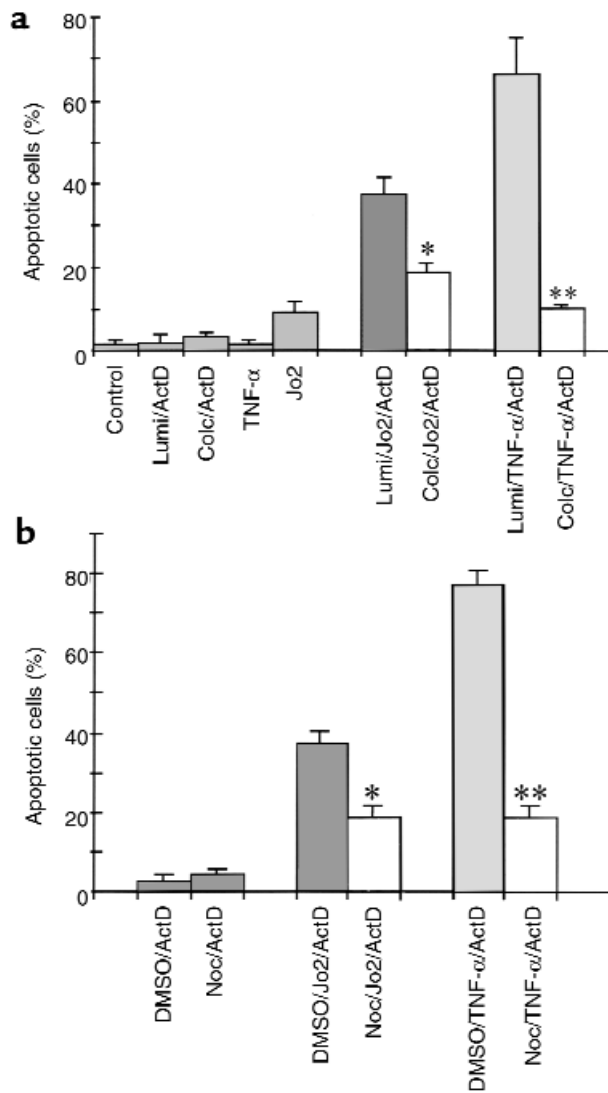 a
Apoptotic cells (%)
80
60
40
20
0
*
**
Control
Lumi/ActD
Colc/ActD
TNF-α
Jo2
Lumi/Jo2/ActD
Colc/Jo2/ActD
Lumi/TNF-α/ActD
Colc/TNF-α/ActD
b
Apoptotic cells (%)
80
60
40
20
0
*
**
DMSO/ActD
Noc/ActD
DMSO/Jo2/ActD
Noc/Jo2/ActD
DMSO/TNF-α/ActD
Noc/TNF-α/ActD